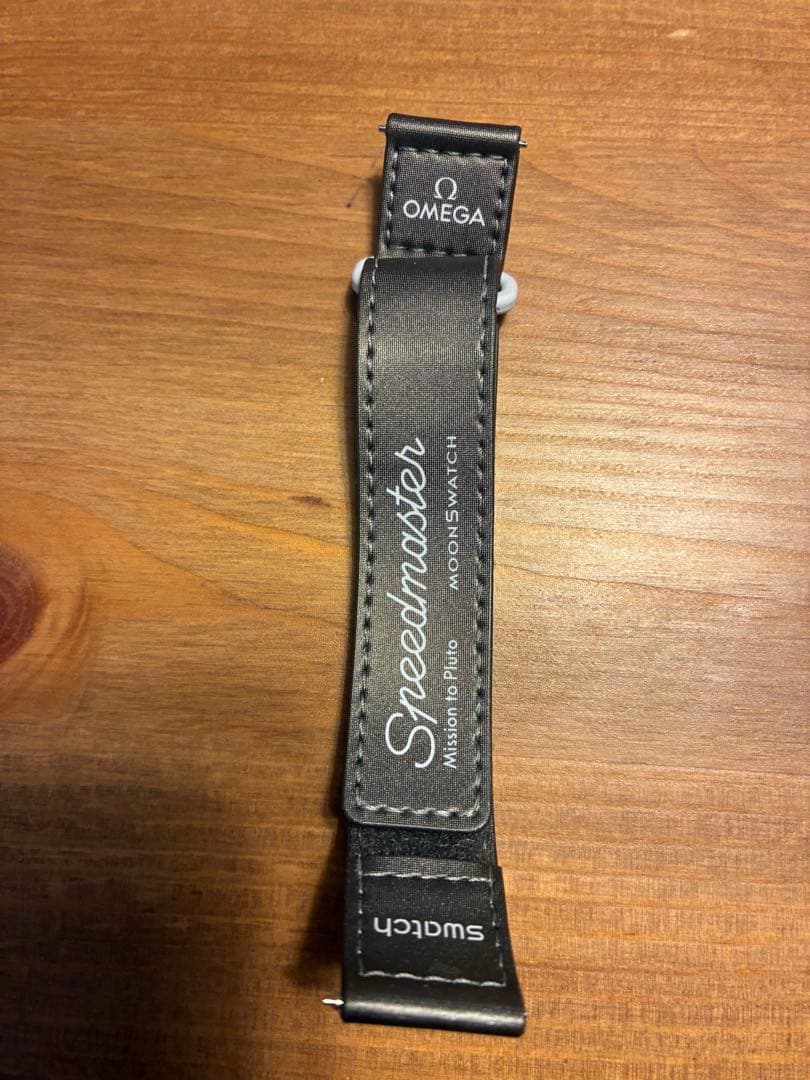 Ω
OMEGA
Speedmaster
Mission to Pluto MOONSWATCH
swatch